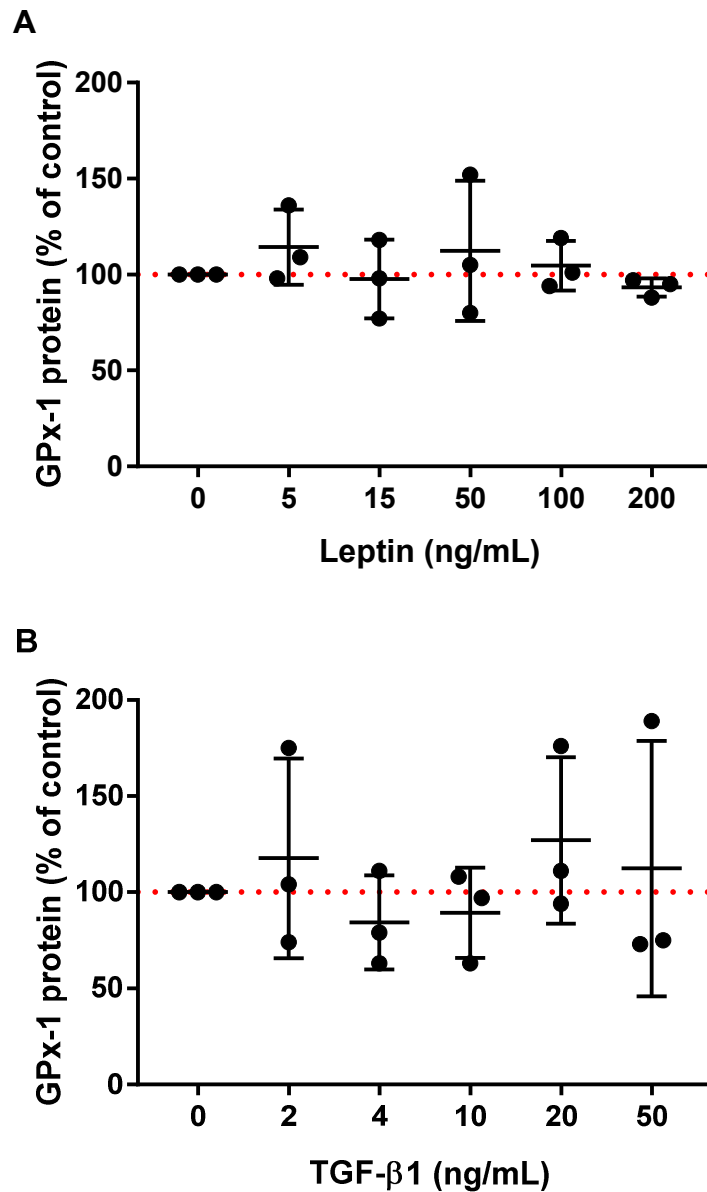 A
GPx-1 protein (% of control)
200
150
100
50
0
0 5 15 50 100 200
Leptin (ng/mL)
B
GPx-1 protein (% of control)
200
150
100
50
0
0 2 4 10 20 50
TGF-β1 (ng/mL)